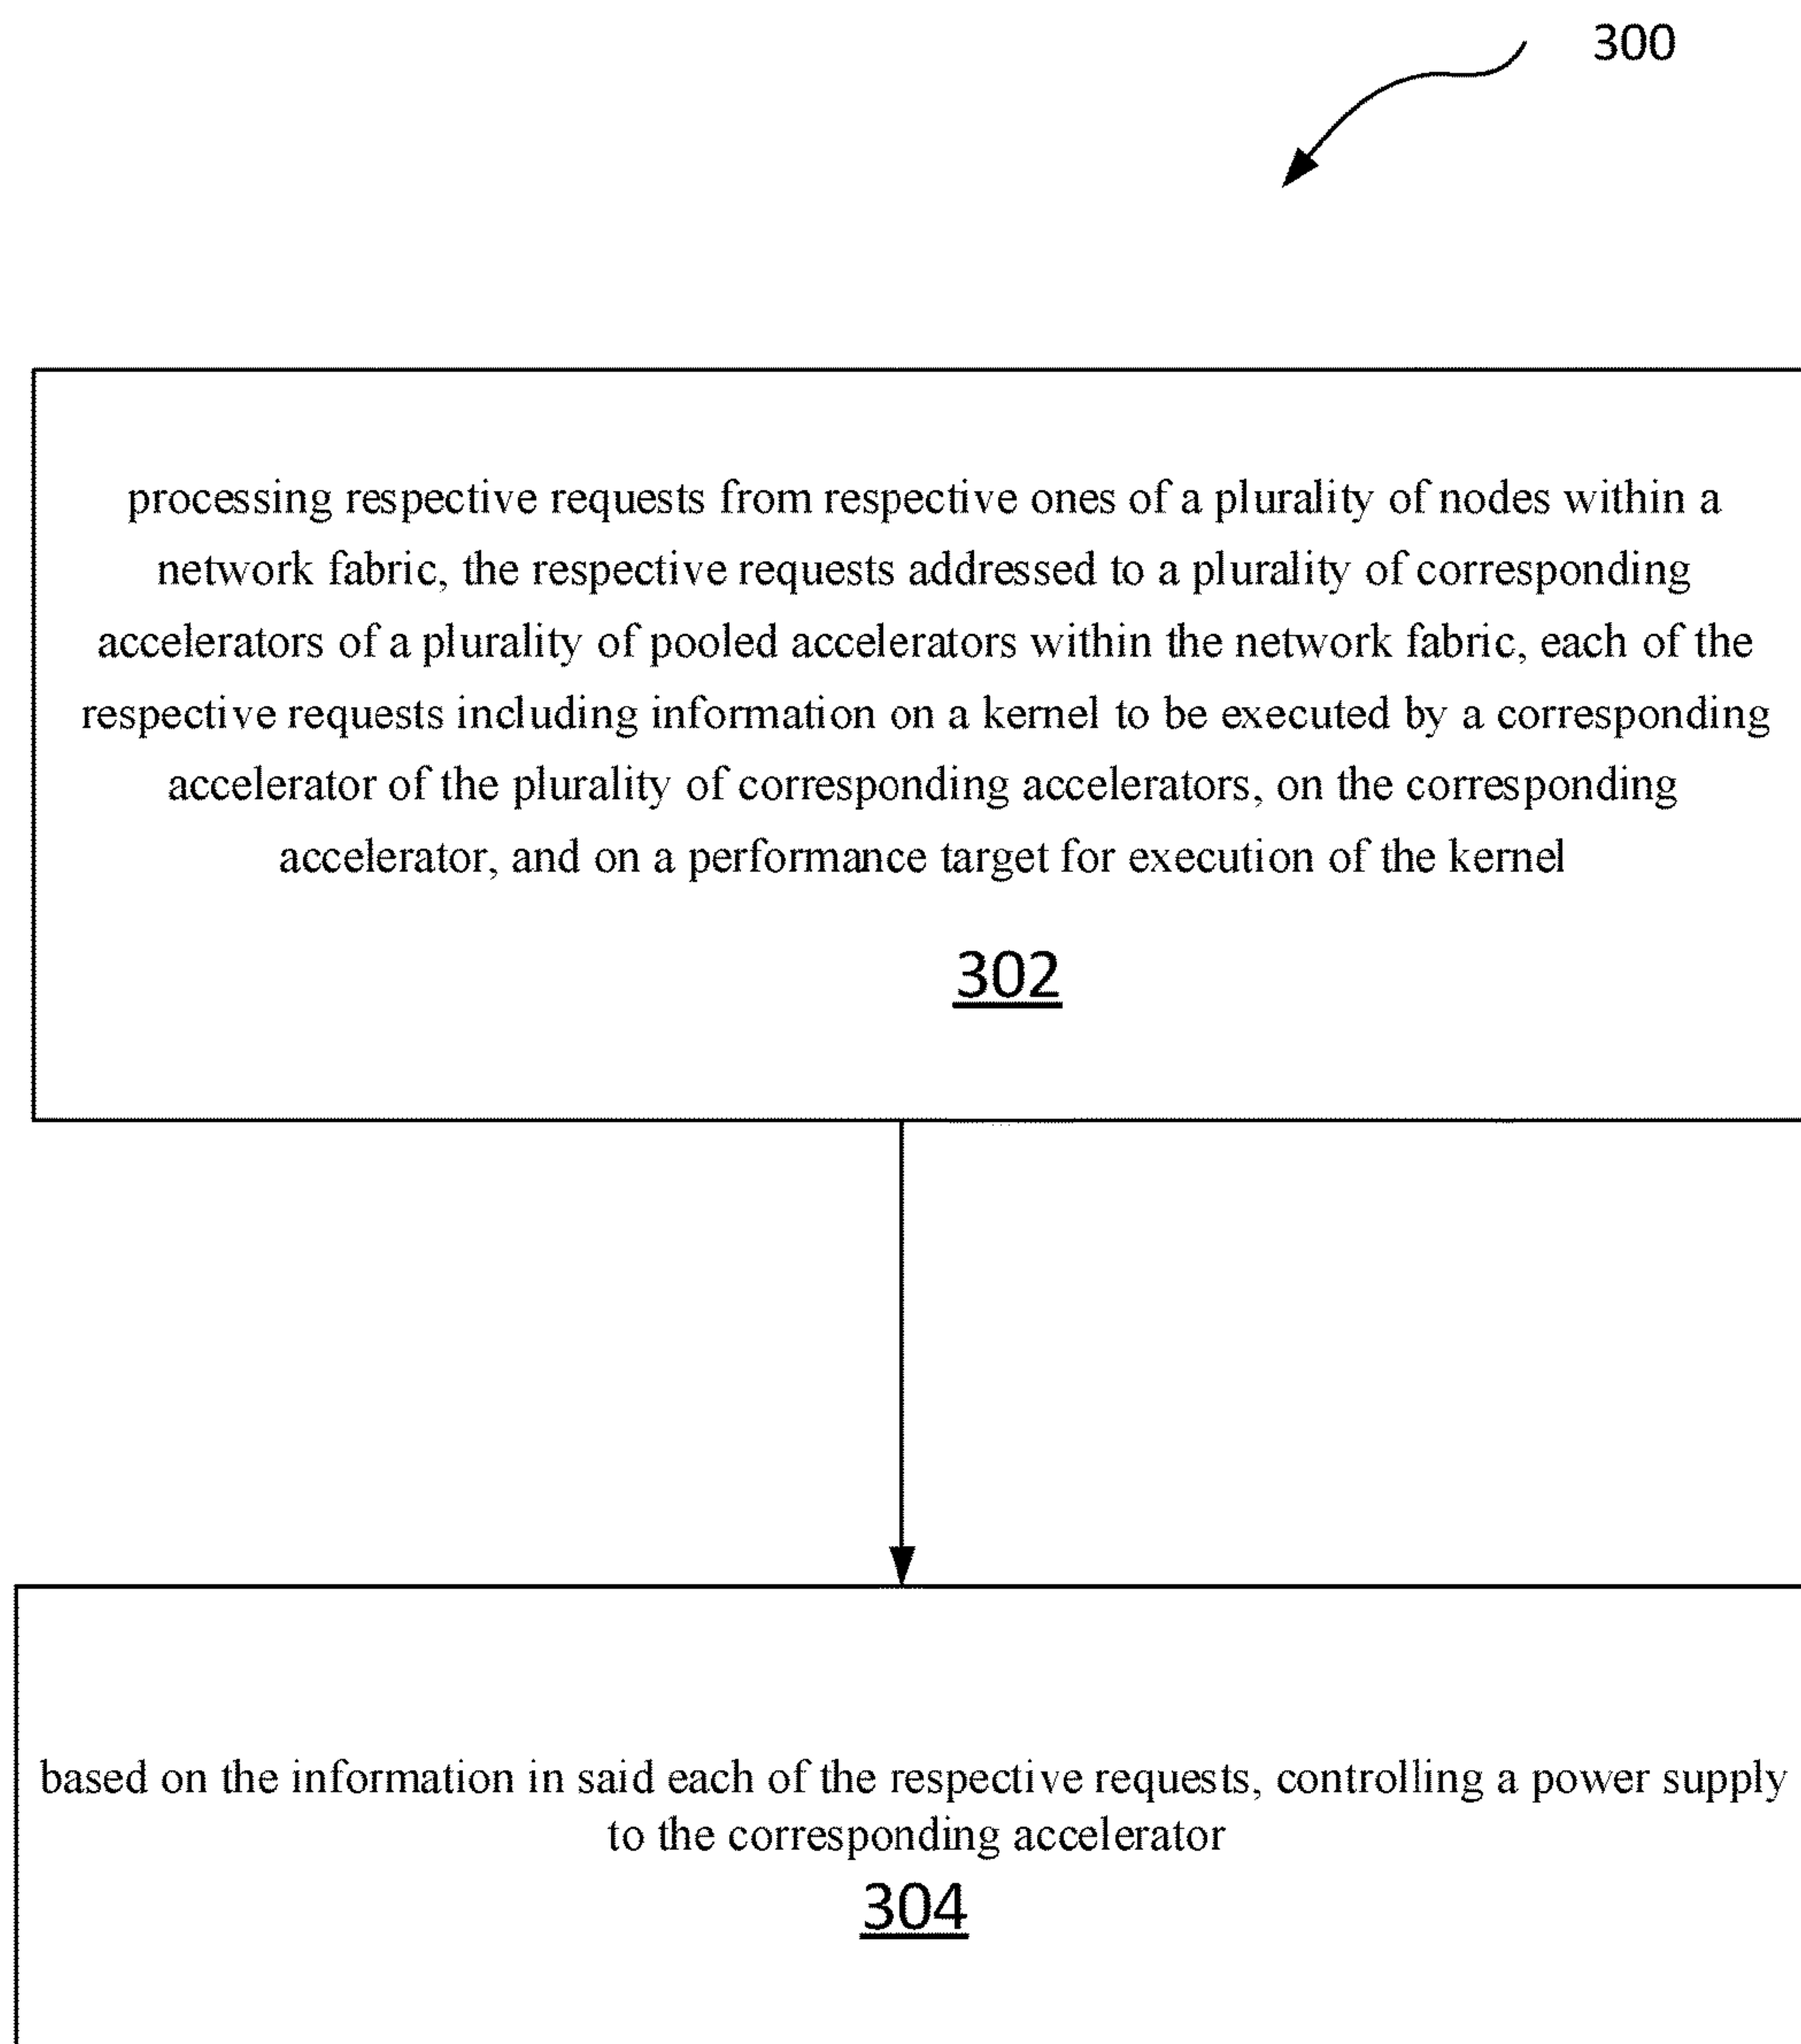 300
processing respective requests from respective ones of a plurality of nodes within a
network fabric, the respective requests addressed to a plurality of corresponding
accelerators of a plurality of pooled accelerators within the network fabric, each of the
respective requests including information on a kernel to be executed by a corresponding
accelerator of the plurality of corresponding accelerators, on the corresponding
accelerator, and on a performance target for execution of the kernel
302
based on the information in said each of the respective requests, controlling a power supply
to the corresponding accelerator
304